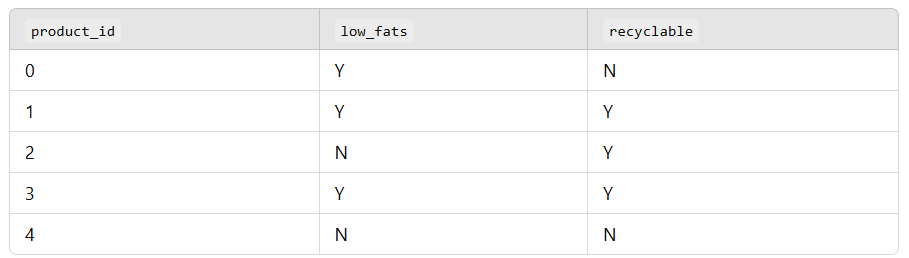 product_id low_fats recyclable
0 Y N
1 Y Y
2 N Y
3 Y Y
4 N N